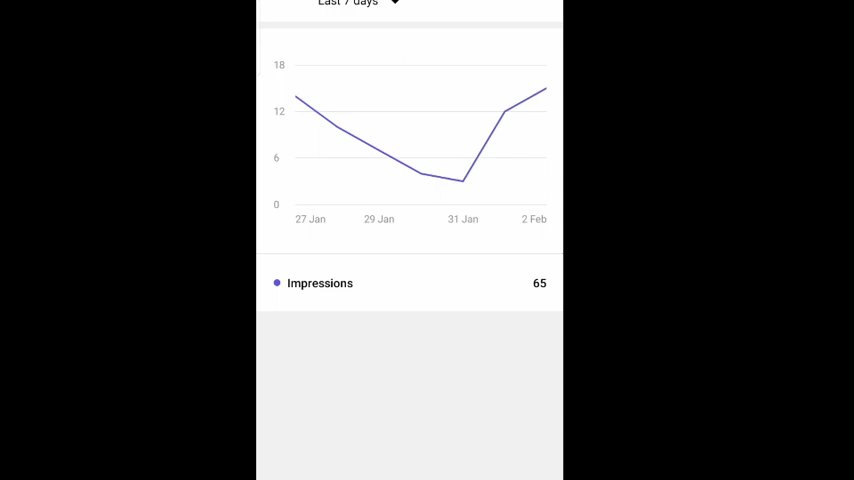 Last 7 days
18
12
6
0
27 Jan 29 Jan 31 Jan 2 Feb
Impressions 65